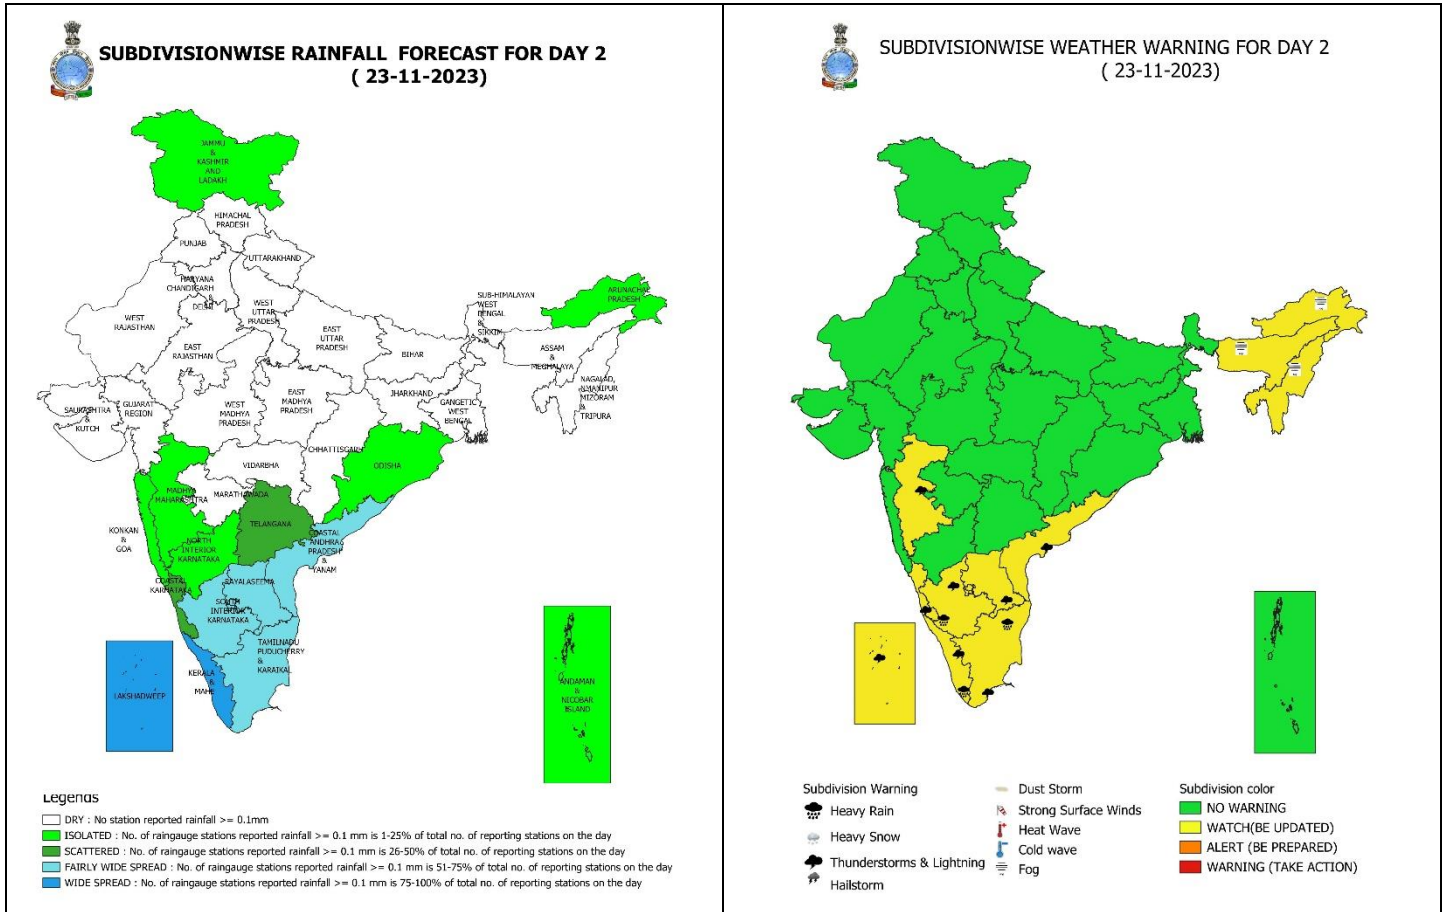 SUBDIVISIONWISE RAINFALL FORECAST FOR DAY 2
( 23-11-2023)
JAMMU
&
KASHMIR
AND
LADAKH
HIMACHAL
PRADESH
PUNJAB
UTTARAKHAND
HARYANA
CHANDIGARH
&
DELHI
WEST
RAJASTHAN
WEST
UTTAR
PRADESH
EAST
RAJASTHAN
EAST
UTTAR
PRADESH
BIHAR
SUB-HIMALAYAN
WEST
BENGAL
&
SIKKIM
ARUNACHAL
PRADESH
ASSAM
&
MEGHALAYA
NAGALAD,
NMANIPUR
MIZORAM
&
TRIPURA
SAURASHTRA
&
KUTCH
GUJARAT
REGION
WEST
MADHYA
PRADESH
EAST
MADHYA
PRADESH
JHARKHAND
GANGETIC
WEST
BENGAL
CHHATTISGARH
ODISHA
VIDARBHA
MADHYA
MAHARASHTRA
MARATHAWADA
TELANGANA
KONKAN
&
GOA
NORTH
INTERIOR
KARNATAKA
COASTAL
ANDHRA
PRADESH
&
YANAM
COASTAL
KARNATAKA
RAYALASEEMA
SOUTH
INTERIOR
KARNATAKA
TAMILNADU
PUDUCHERRY
&
KARAIKAL
KERALA
&
MAHE
LAKSHADWEEP
ANDAMAN
&
NICOBAR
ISLAND
Legends
DRY : No station reported rainfall >= 0.1mm
ISOLATED : No. of raingauge stations reported rainfall >= 0.1 mm is 1-25% of total no. of reporting stations on the day
SCATTERED : No. of raingauge stations reported rainfall >= 0.1 mm is 26-50% of total no. of reporting stations on the day
FAIRLY WIDE SPREAD : No. of raingauge stations reported rainfall >= 0.1 mm is 51-75% of total no. of reporting stations on the day
WIDE SPREAD : No. of raingauge stations reported rainfall >= 0.1 mm is 75-100% of total no. of reporting stations on the day
SUBDIVISIONWISE WEATHER WARNING FOR DAY 2
( 23-11-2023)
Subdivision Warning
Heavy Rain
Heavy Snow
Thunderstorms & Lightning
Hailstorm
Dust Storm
Strong Surface Winds
Heat Wave
Cold wave
Fog
Subdivision color
NO WARNING
WATCH(BE UPDATED)
ALERT (BE PREPARED)
WARNING (TAKE ACTION)